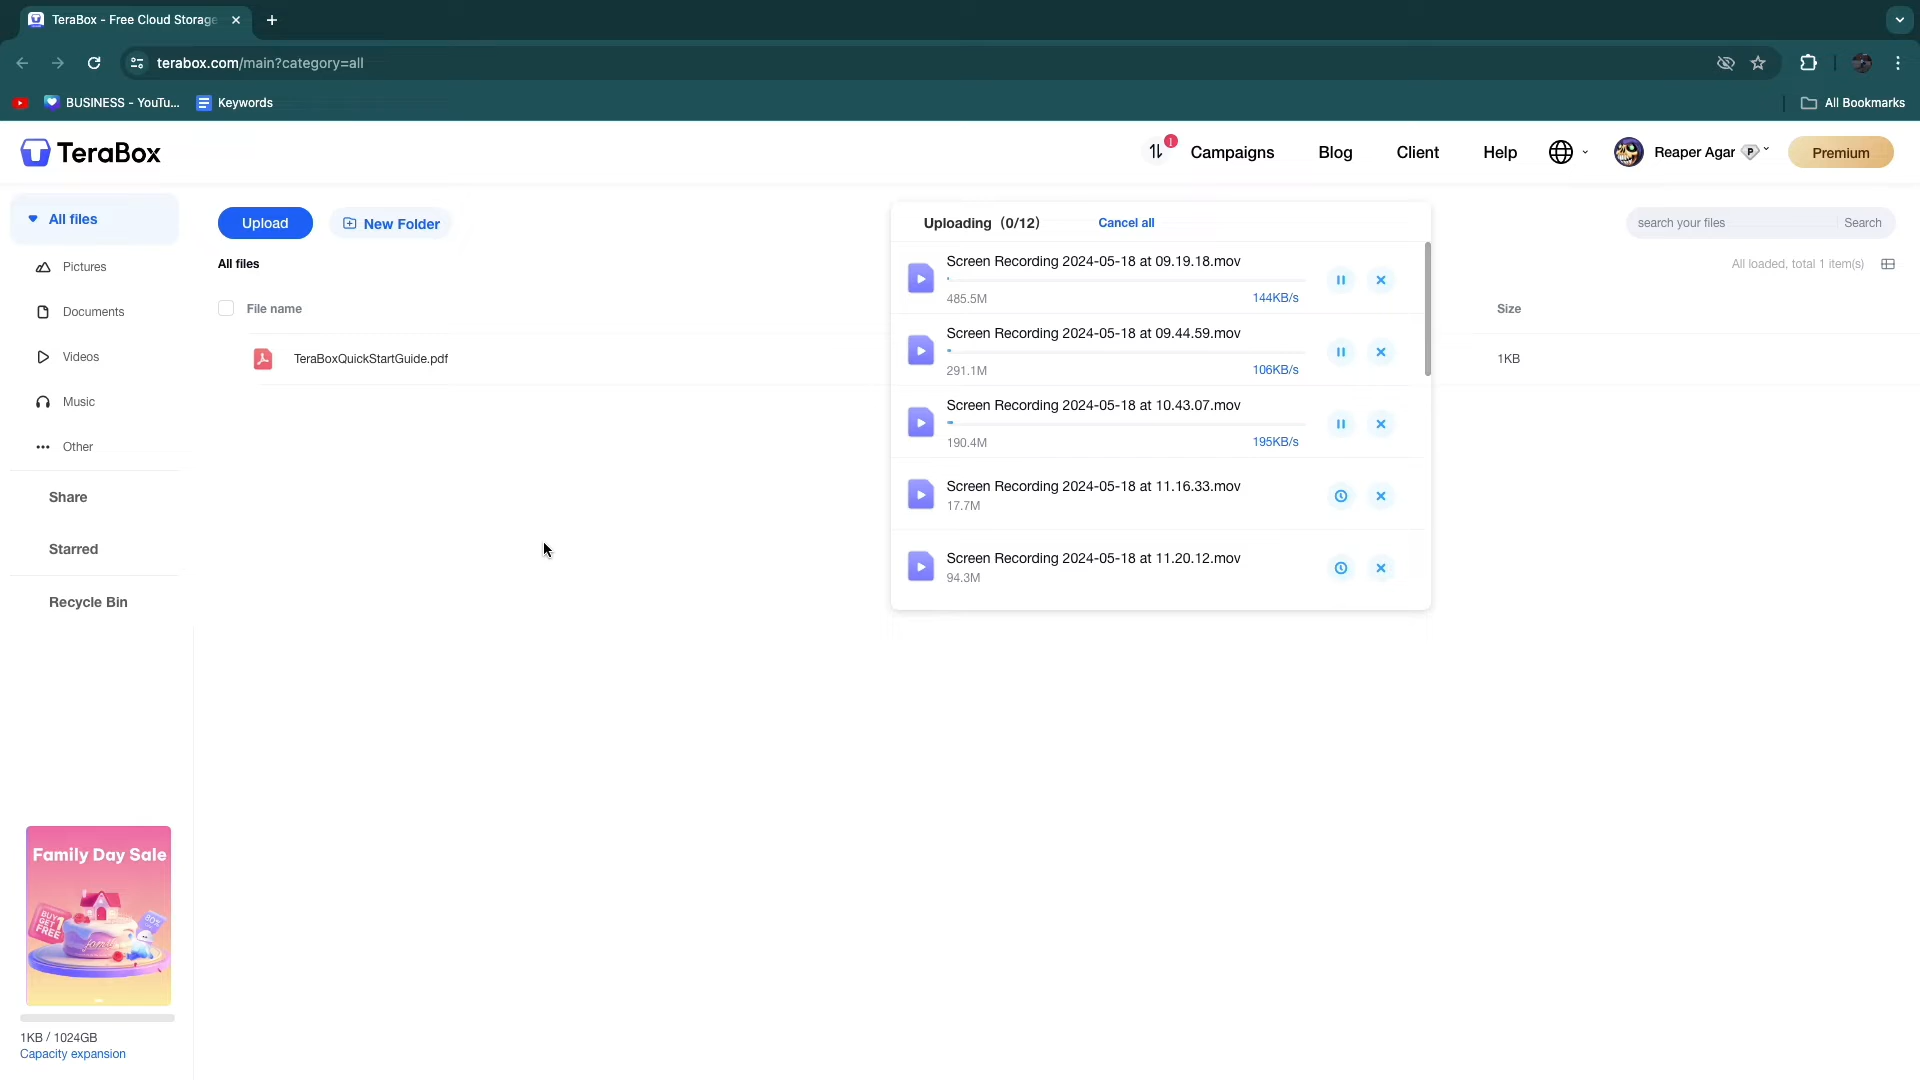 TeraBox - Free Cloud Storage
terabox.com/main?category=all
BUSINESS - YouTu...
Keywords
All Bookmarks
TeraBox
!
Campaigns
Blog
Client
Help
Reaper Agar
P
Premium
All files
Pictures
Documents
Videos
Music
Other
Share
Starred
Recycle Bin
Upload
New Folder
search your files
Search
All files
All loaded, total 1 item(s)
File name
Size
TeraBoxQuickStartGuide.pdf
1KB
Uploading (0/12)
Cancel all
Screen Recording 2024-05-18 at 09.19.18.mov
485.5M
144KB/s
Screen Recording 2024-05-18 at 09.44.59.mov
291.1M
106KB/s
Screen Recording 2024-05-18 at 10.43.07.mov
190.4M
195KB/s
Screen Recording 2024-05-18 at 11.16.33.mov
17.7M
Screen Recording 2024-05-18 at 11.20.12.mov
94.3M
Family Day Sale
BUY 1
GET 1
FREE
80%
1KB / 1024GB
Capacity expansion